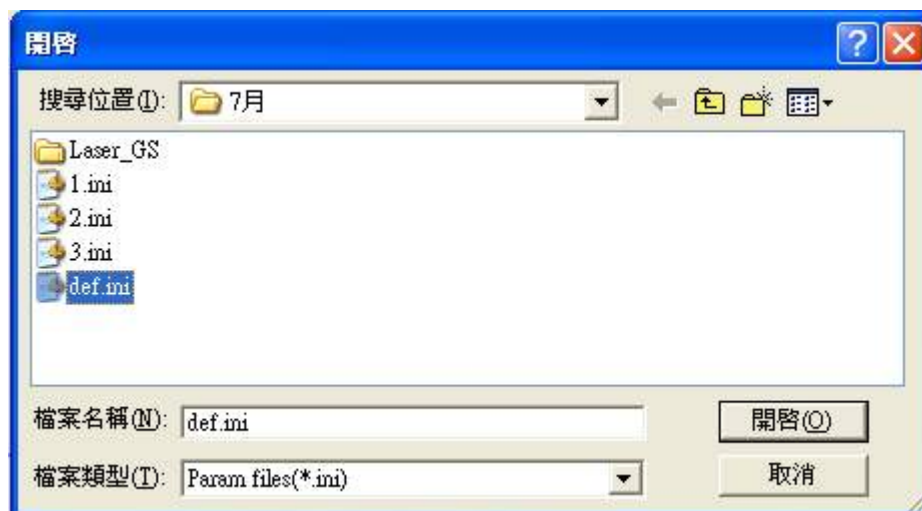 開啓
搜尋位置(I): 7月
Laser_GS
1.ini
2.ini
3.ini
def.ini
檔案名稱(N): def.ini 開啓(O)
檔案類型(T): Param files(*.ini) 取消